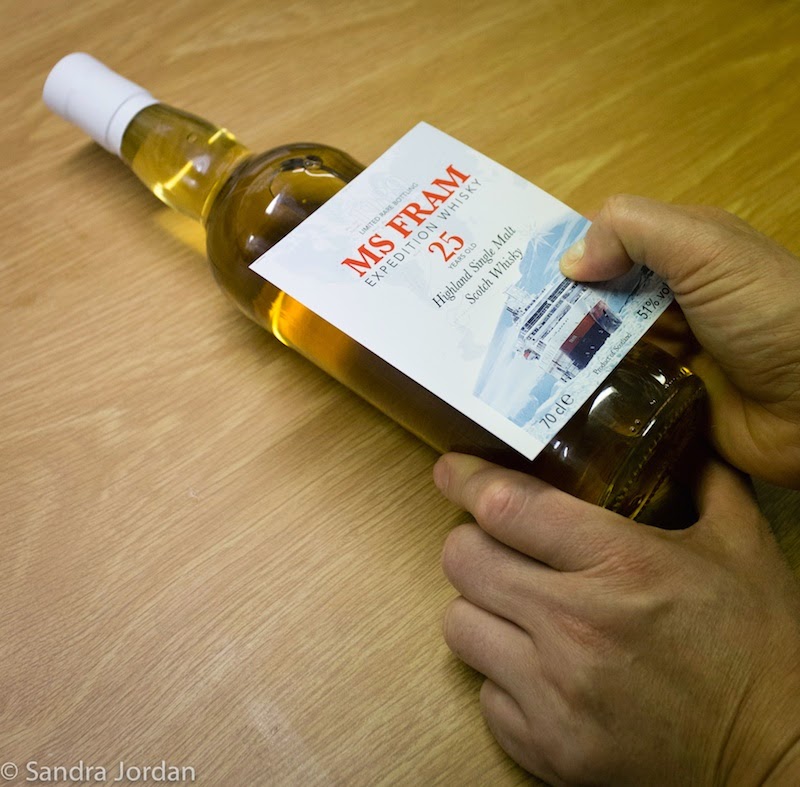 LIMITED RARE BOTTLING
MS FRAM
EXPEDITION WHISKY
25
YEARS OLD
Highland Single Malt
Scotch Whisky
51% vol
Product of Scotland
70 cl e
© Sandra Jordan